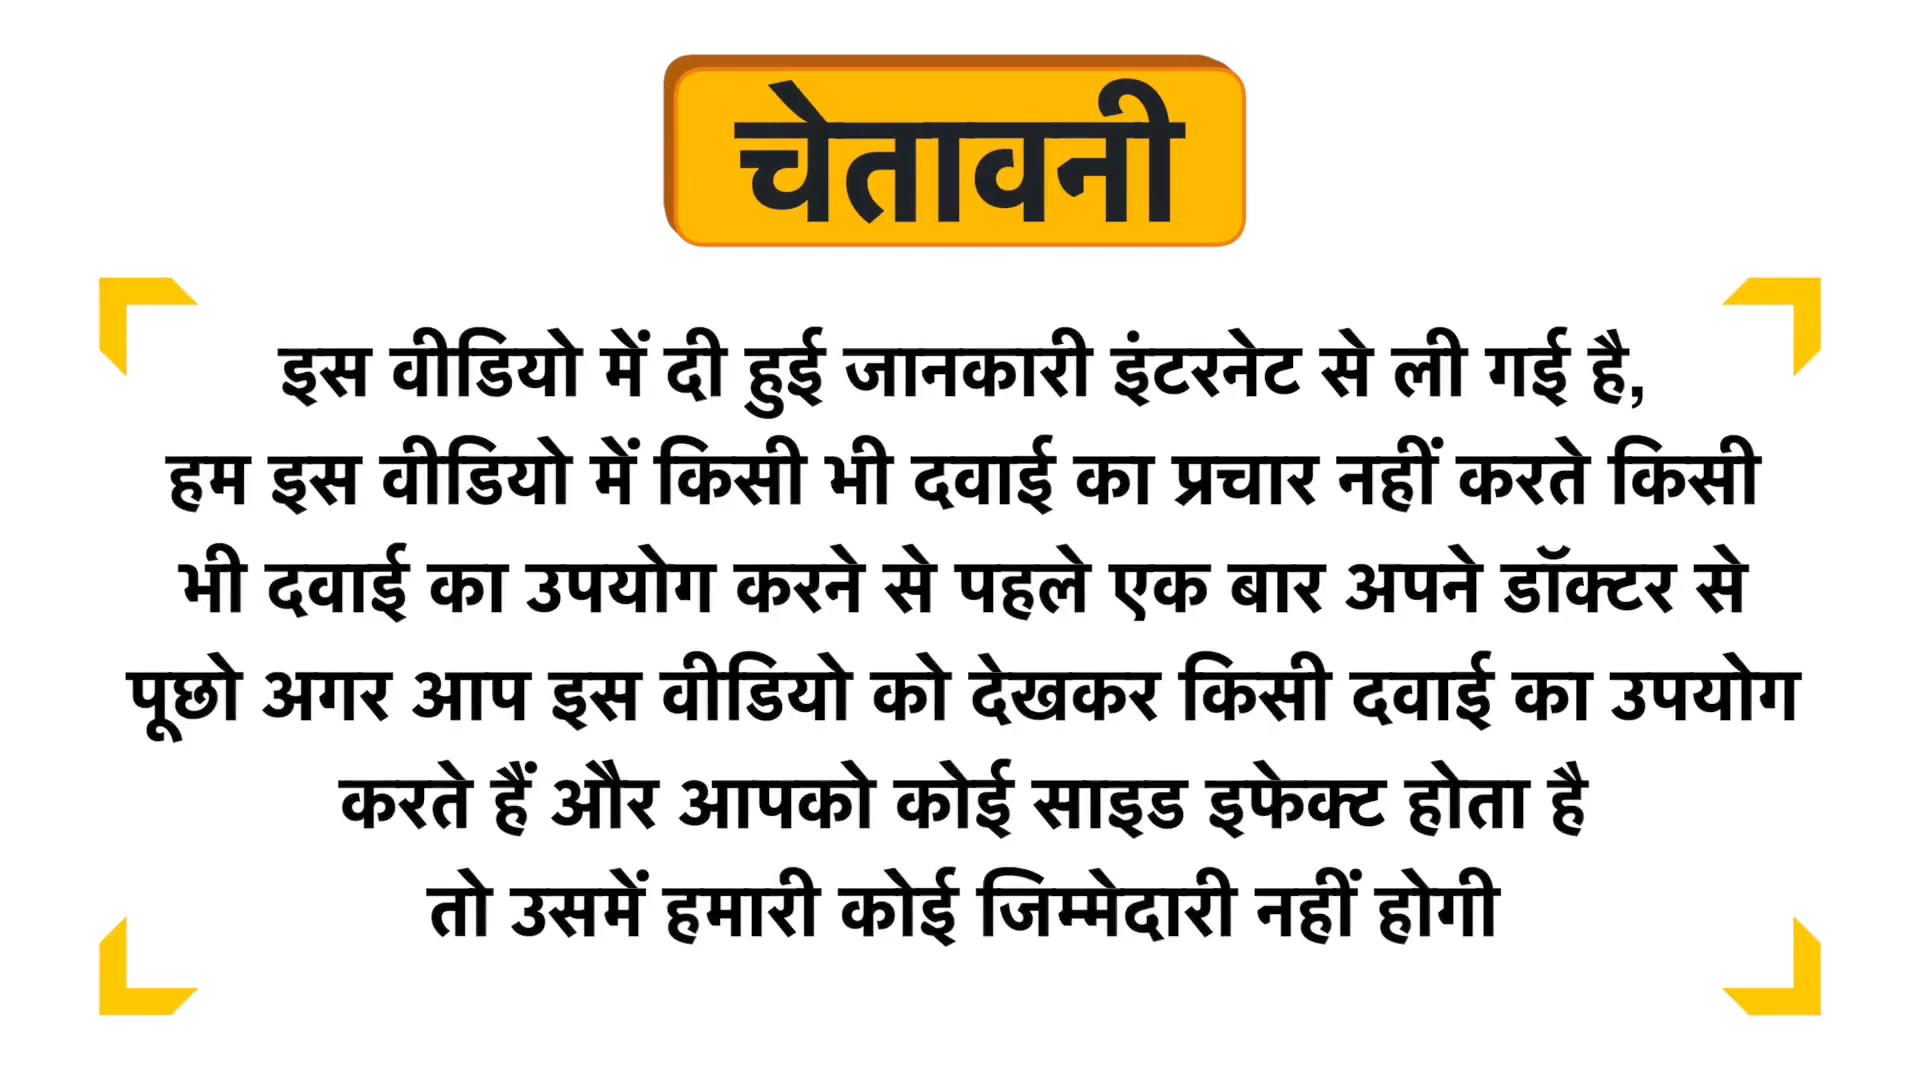 चेतावनी
इस वीडियो में दी हुई जानकारी इंटरनेट से ली गई है,
हम इस वीडियो में किसी भी दवाई का प्रचार नहीं करते किसी
भी दवाई का उपयोग करने से पहले एक बार अपने डॉक्टर से
पूछो अगर आप इस वीडियो को देखकर किसी दवाई का उपयोग
करते हैं और आपको कोई साइड इफेक्ट होता है
तो उसमें हमारी कोई जिम्मेदारी नहीं होगी